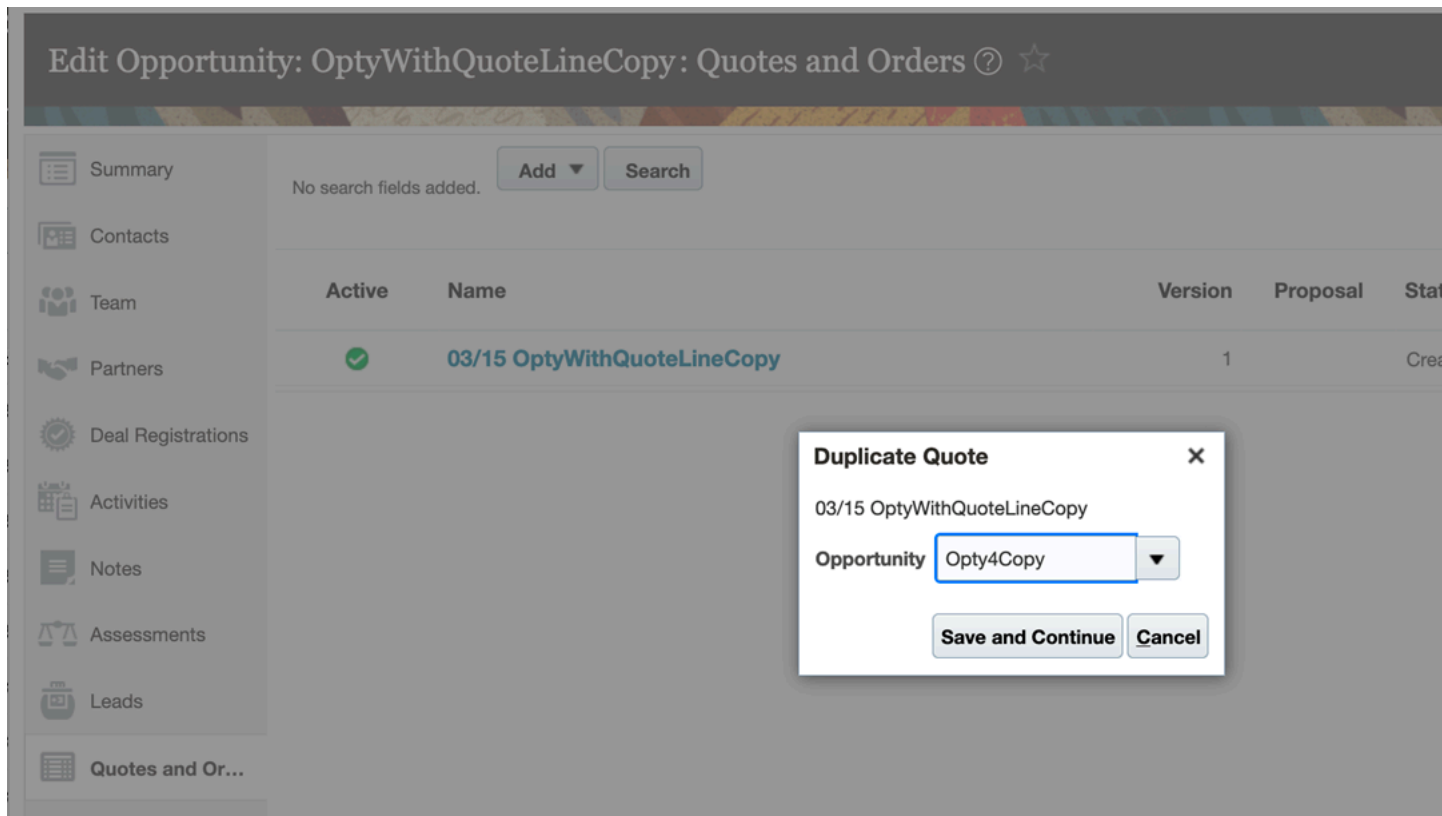 Edit Opportunity: OptyWithQuoteLineCopy: Quotes and Orders ?
Summary
No search fields added. Add Search
Contacts
Active Name Version Proposal
Team
03/15 OptyWithQuoteLineCopy 1
Partners
Deal Registrations
Duplicate Quote
03/15 OptyWithQuoteLineCopy
Activities
Opportunity Opty4Copy
Notes
Save and Continue Cancel
Assessments
Leads
Quotes and Or...